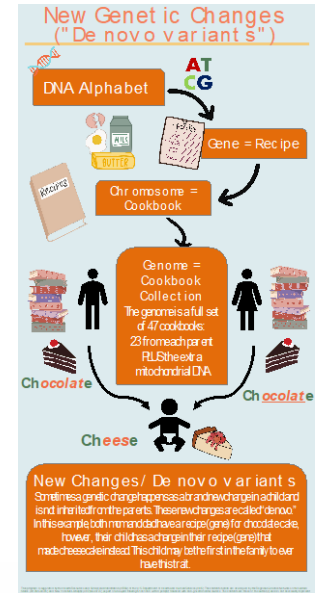 New Genetic Changes
("De novo variants")
AT
CG
DNA Alphabet
MILK
BUTTER
Gene = Recipe
RECIPES
Chromosome =
Cookbook
Genome =
Cookbook
Collection
The genome is a full set
of 47 cookbooks:
23 from each parent
PLUS the extra
mitochondrial DNA
Chocolate
Chocolate
Cheese
New Changes/ De novo variants
Sometimes a genetic change happens as a brand new change in a child and
is not inherited from the parents. These new changes are called "de novo."
In this example, both mom and dad have a recipe (gene) for chocolate cake,
however, their child has a change in their recipe (gene) that
made cheesecake instead. This child may be the first in the family to ever
have this trait.